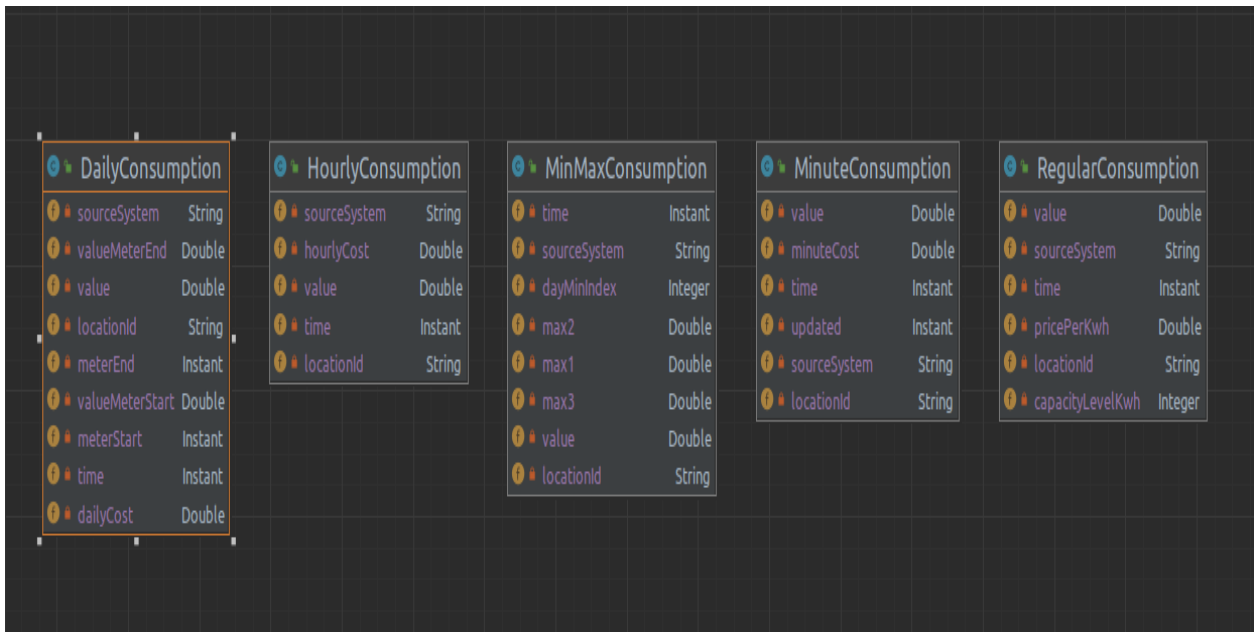 DailyConsumption
sourceSystem String
valueMeterEnd Double
value Double
locationId String
meterEnd Instant
valueMeterStart Double
meterStart Instant
time Instant
dailyCost Double
HourlyConsumption
sourceSystem String
hourlyCost Double
value Double
time Instant
locationId String
MinMaxConsumption
time Instant
sourceSystem String
dayMinIndex Integer
max2 Double
max1 Double
max3 Double
value Double
locationId String
MinuteConsumption
value Double
minuteCost Double
time Instant
updated Instant
sourceSystem String
locationId String
RegularConsumption
value Double
sourceSystem String
time Instant
pricePerKwh Double
locationId String
capacityLevelKwh Integer